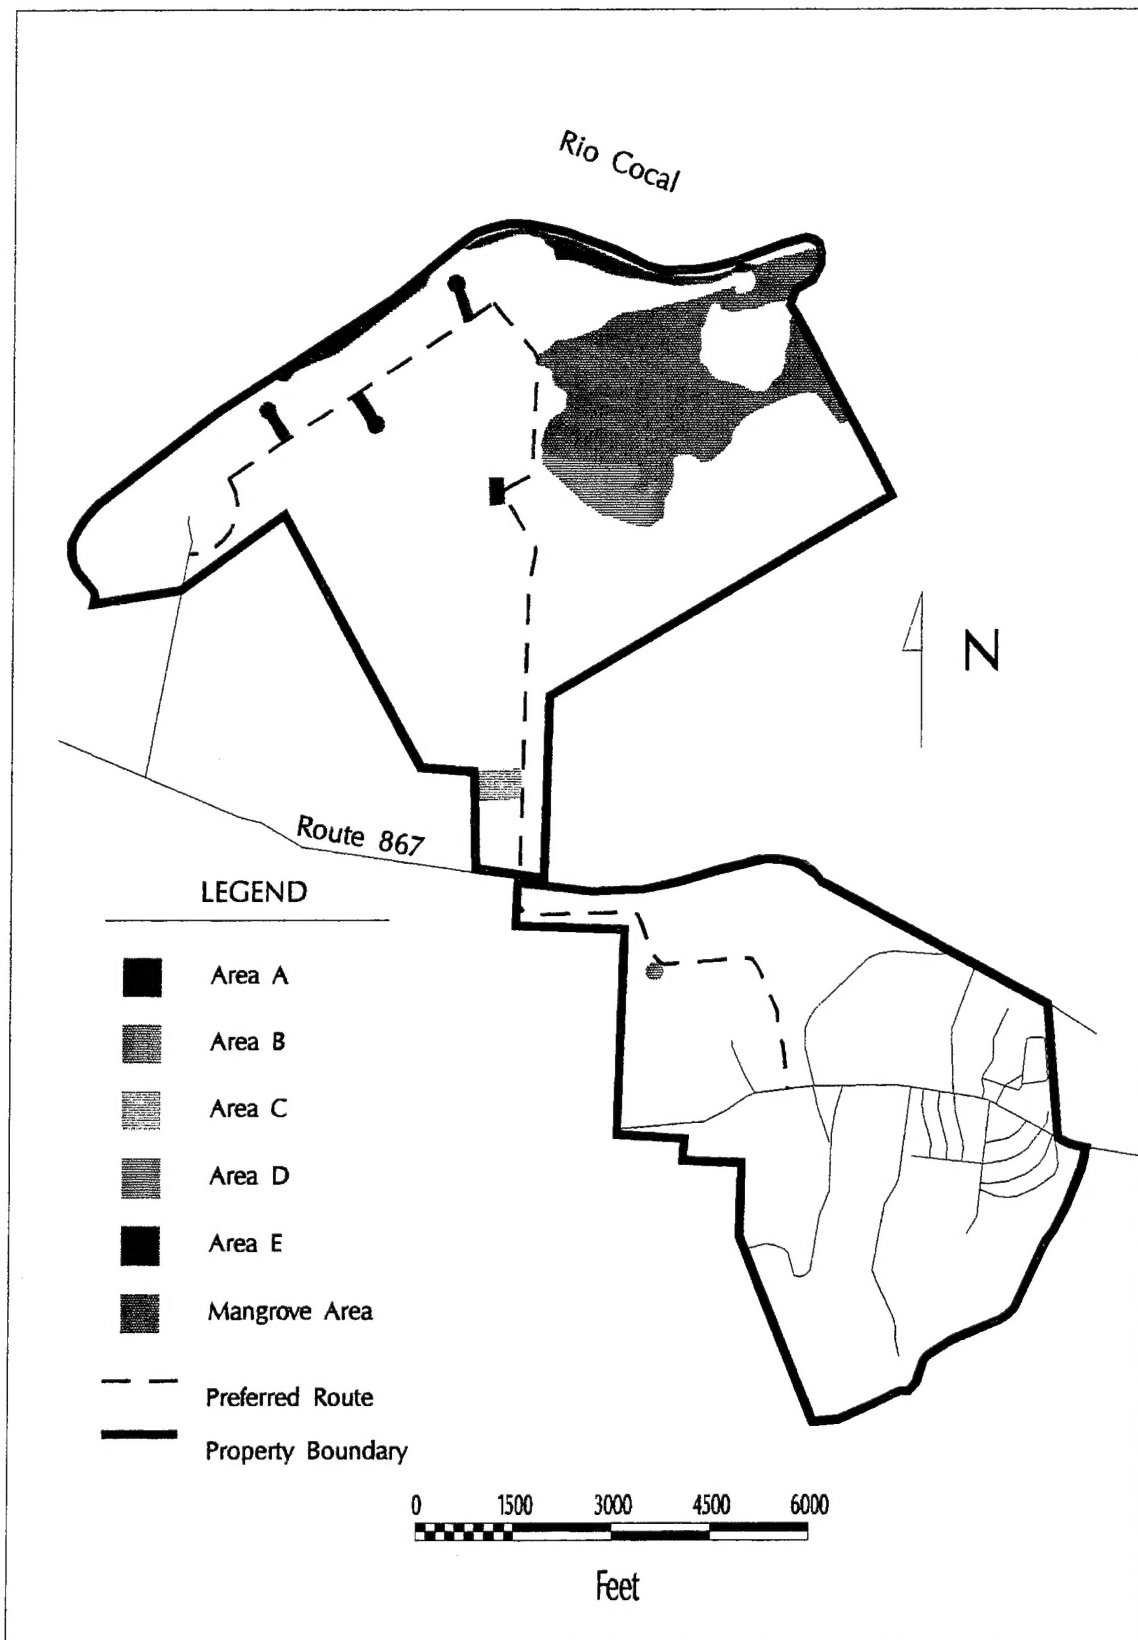 Rio Cocal
N
Route 867
LEGEND
Area A
Area B
Area C
Area D
Area E
Mangrove Area
Preferred Route
Property Boundary
0 1500 3000 4500 6000
Feet